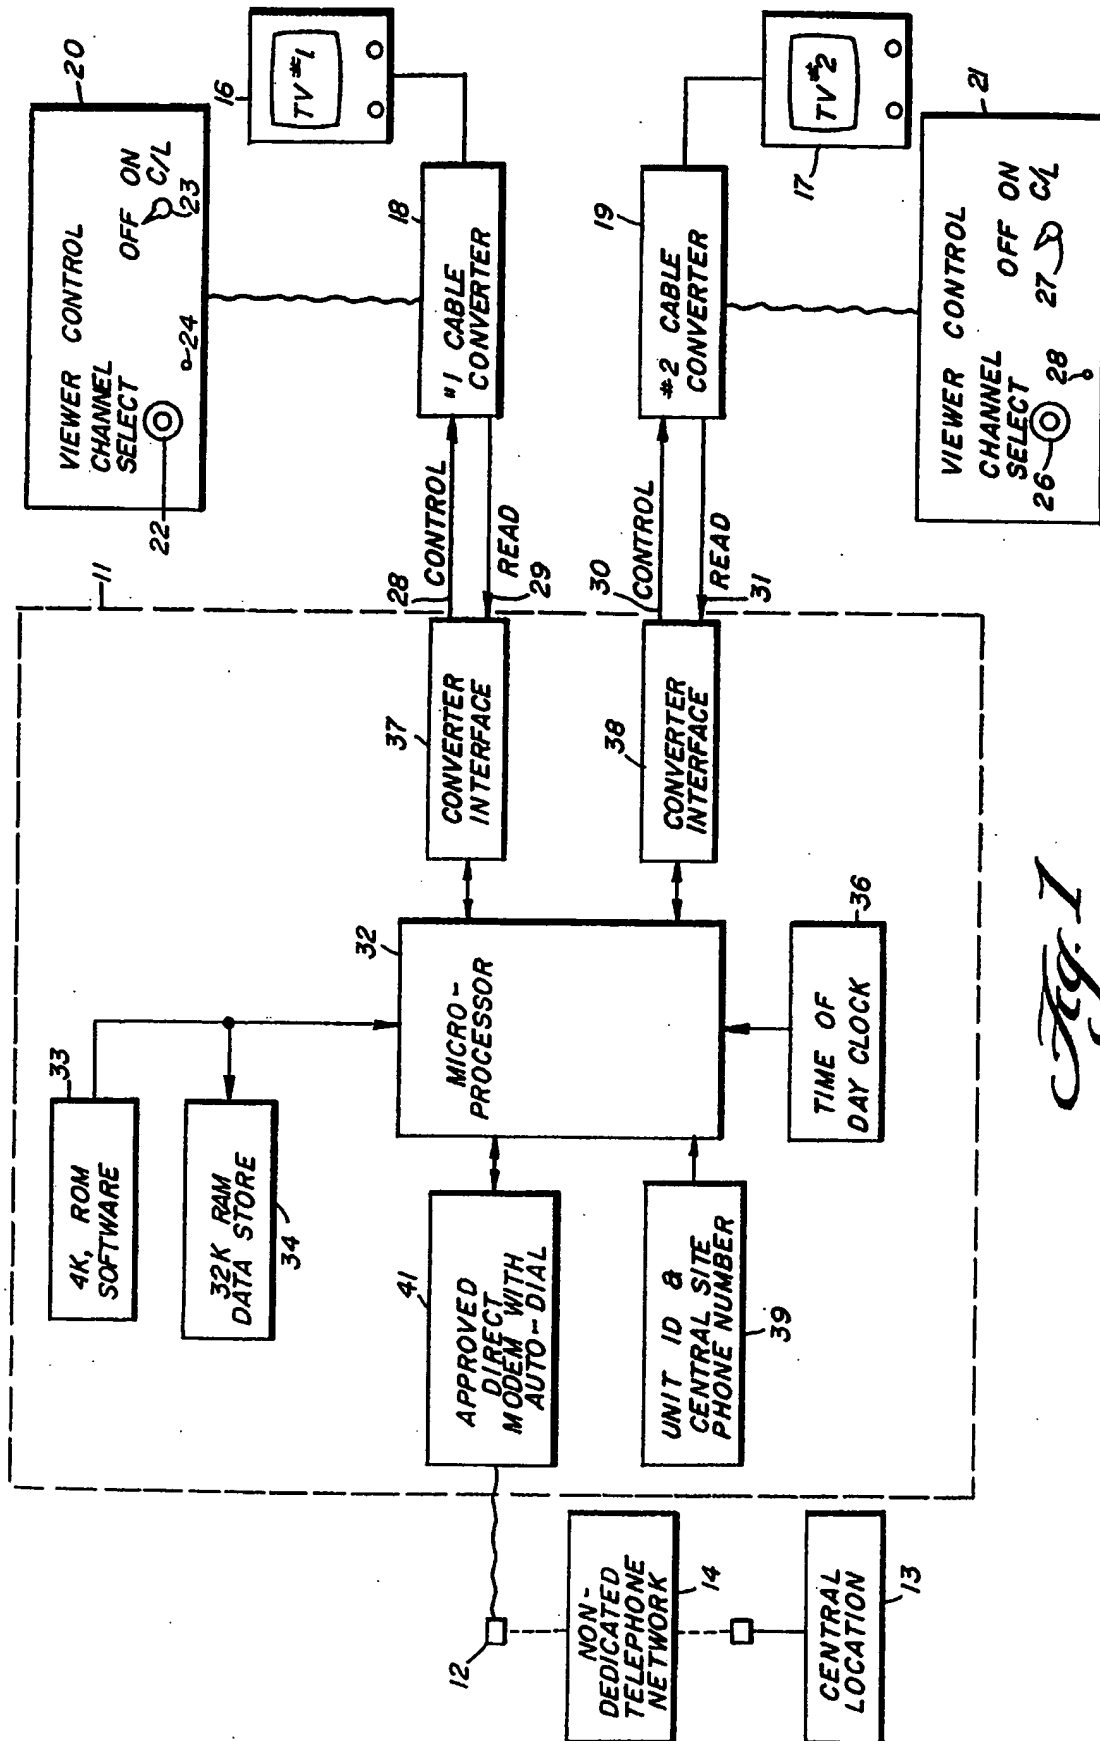 11
4K, ROM
SOFTWARE
33
32K RAM
DATA STORE
34
MICRO-
PROCESSOR
32
APPROVED
DIRECT
MODEM WITH
AUTO-DIAL
41
UNIT ID &
CENTRAL SITE
PHONE NUMBER
39
TIME OF
DAY CLOCK
36
CONVERTER
INTERFACE
37
CONVERTER
INTERFACE
38
12
NON-
DEDICATED
TELEPHONE
NETWORK
14
CENTRAL
LOCATION
13
28
CONTROL
READ
29
30
CONTROL
READ
31
#1 CABLE
CONVERTER
18
#2 CABLE
CONVERTER
19
VIEWER CONTROL
CHANNEL
SELECT
OFF ON
C/L
20
22
23
24
TV #1
16
TV #2
17
VIEWER CONTROL
CHANNEL
SELECT
OFF ON
C/L
21
26
27
28
Fig. 1